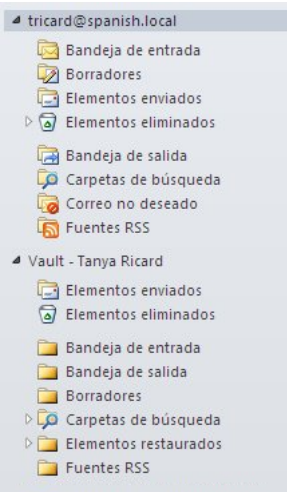 tricard@spanish.local
Bandeja de entrada
Borradores
Elementos enviados
Elementos eliminados
Bandeja de salida
Carpetas de búsqueda
Correo no deseado
Fuentes RSS
Vault - Tanya Ricard
Elementos enviados
Elementos eliminados
Bandeja de entrada
Bandeja de salida
Borradores
Carpetas de búsqueda
Elementos restaurados
Fuentes RSS